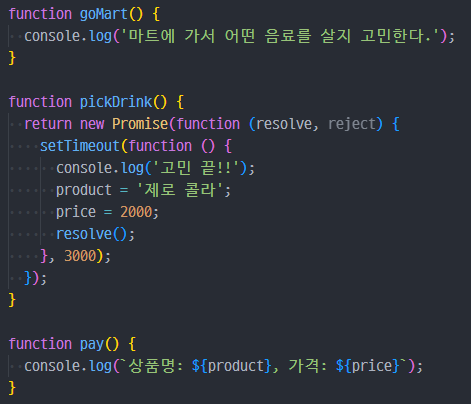 function goMart() {
  console.log('마트에 가서 어떤 음료를 살지 고민한다.');
}

function pickDrink() {
  return new Promise(function (resolve, reject) {
    setTimeout(function () {
      console.log('고민 끝!!');
      product = '제로 콜라';
      price = 2000;
      resolve();
    }, 3000);
  });
}

function pay() {
  console.log(`상품명: ${product}, 가격: ${price}`);
}